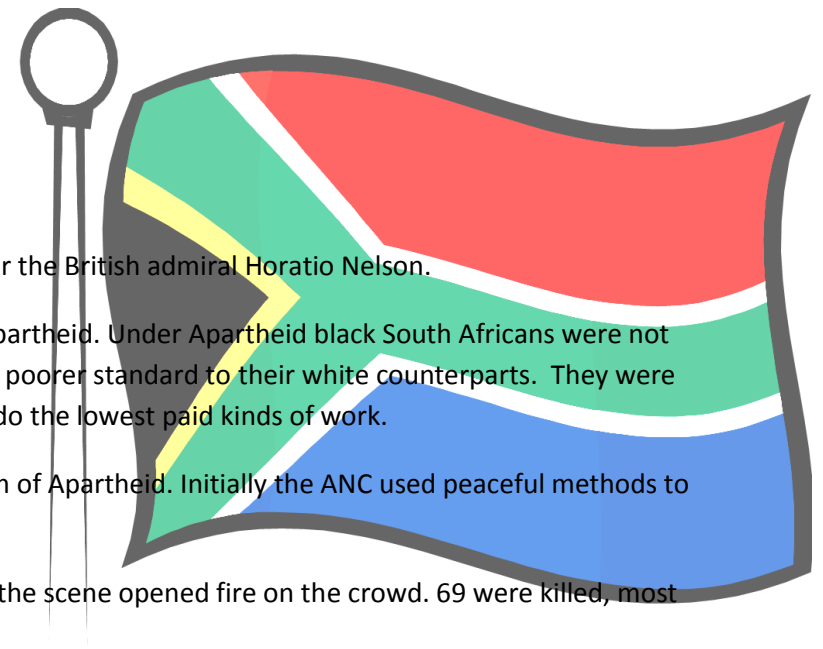 r the British admiral Horatio Nelson.
partheid. Under Apartheid black South Africans were not
poorer standard to their white counterparts.  They were
do the lowest paid kinds of work.
n of Apartheid. Initially the ANC used peaceful methods to
the scene opened fire on the crowd. 69 were killed, most